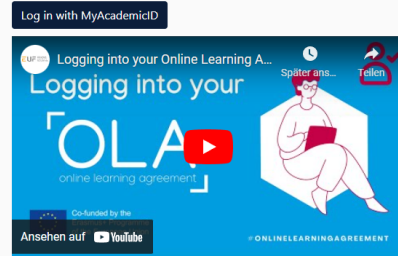 Log in with MyAcademicID
EUF
Logging into your Online Learning A...
Später ans...
Teilen
Logging into your
OLA
online learning agreement
Co-funded by the
Ansehen auf YouTube
#ONLINELEARNINGAGREEMENT